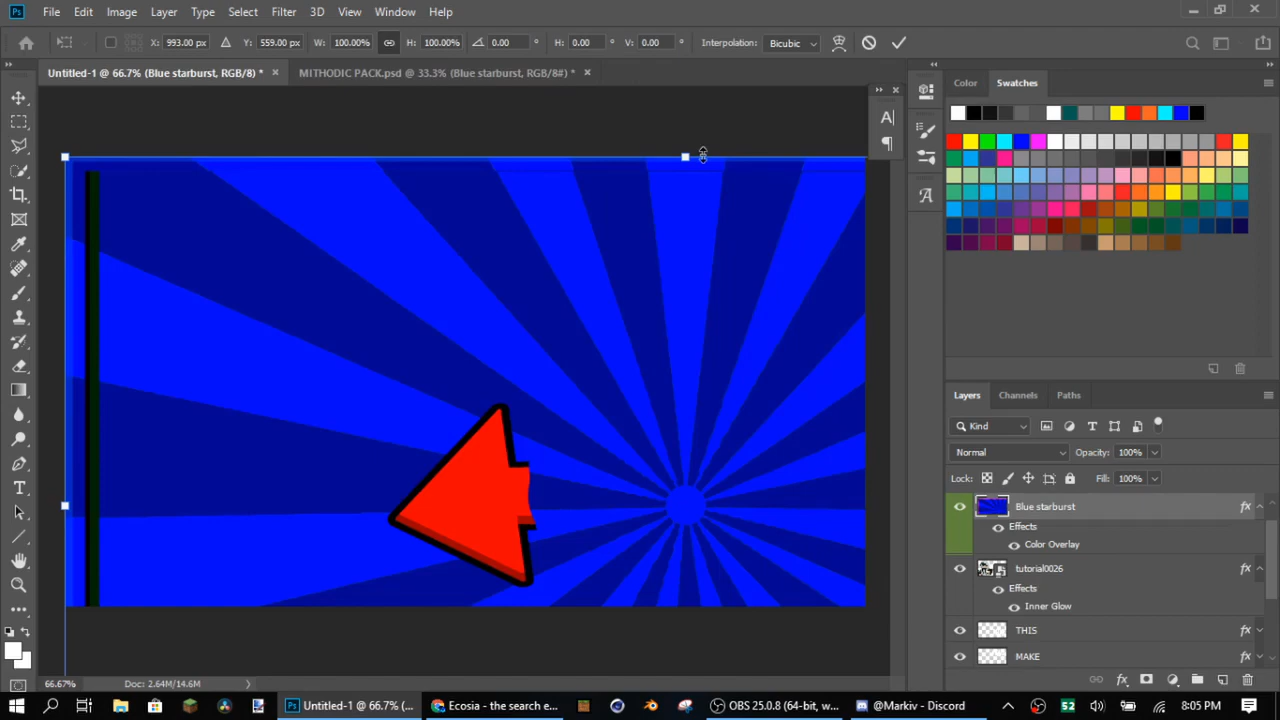 Ps File Edit Image Layer Type Select Filter 3D View Window Help
X: 993.00 px Y: 559.00 px W: 100.00% H: 100.00% 0.00 ° H: 0.00 ° V: 0.00 ° Interpolation: Bicubic
Untitled-1 @ 66.7% (Blue starburst, RGB/8) * × MITHODIC PACK.psd @ 33.3% (Blue starburst, RGB/8#) * ×
Color Swatches
Layers Channels Paths
Kind
Normal Opacity: 100%
Lock: Fill: 100%
Blue starburst fx
Effects
Color Overlay
tutorial0026 fx
Effects
Inner Glow
THIS fx
MAKE fx
66.67% Doc: 2.64M/14.6M
Untitled-1 @ 66.7% (... Ecosia - the search e... OBS 25.0.8 (64-bit, w... @Markiv - Discord 52 8:05 PM